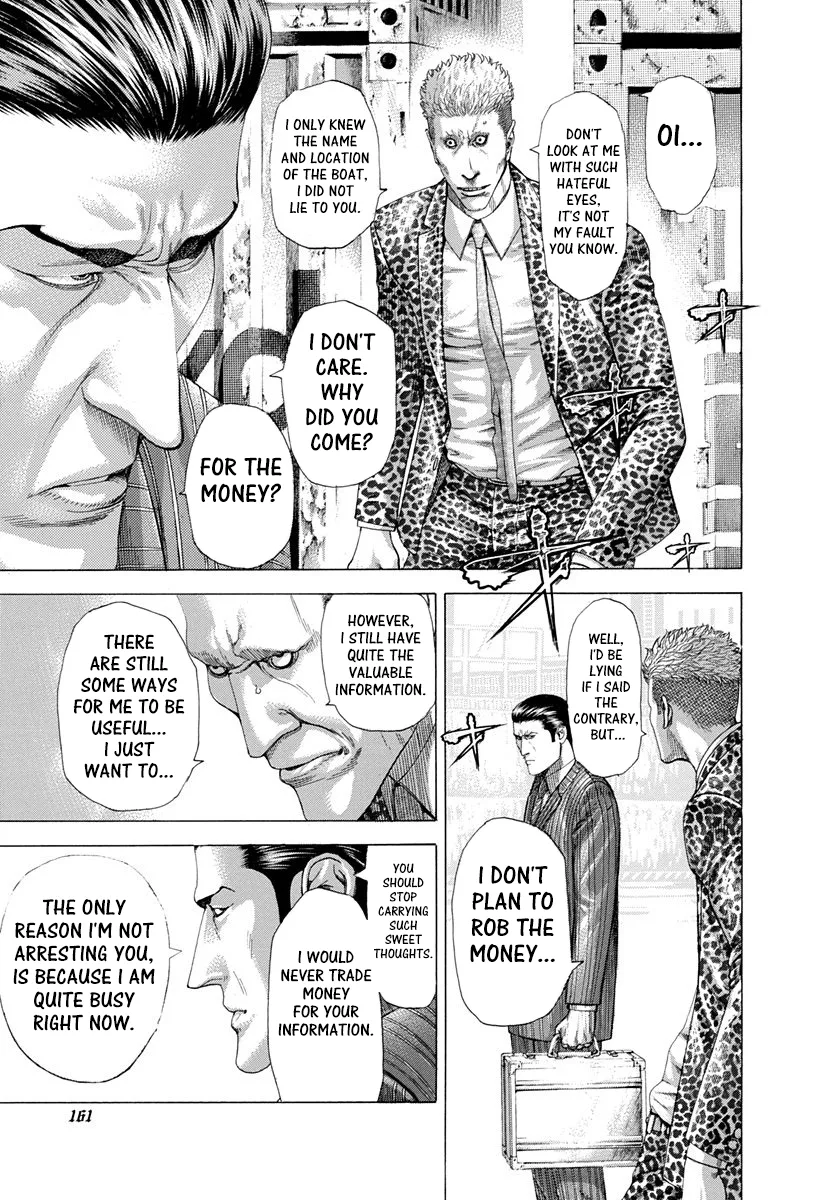 OI...
DON'T
LOOK AT ME
WITH SUCH
HATEFUL
EYES,
IT'S NOT
MY FAULT
YOU KNOW.
I ONLY KNEW
THE NAME
AND LOCATION
OF THE BOAT,
I DID NOT
LIE TO YOU.
I DON'T
CARE.
WHY
DID YOU
COME?
FOR THE
MONEY?
WELL,
I'D BE
LYING
IF I SAID
THE
CONTRARY,
BUT...
I DON'T
PLAN TO
ROB THE
MONEY...
HOWEVER,
I STILL HAVE
QUITE THE
VALUABLE
INFORMATION.
THERE
ARE STILL
SOME WAYS
FOR ME TO BE
USEFUL...
I JUST
WANT TO...
YOU
SHOULD
STOP
CARRYING
SUCH
SWEET
THOUGHTS.
I WOULD
NEVER TRADE
MONEY
FOR YOUR
INFORMATION.
THE ONLY
REASON I'M NOT
ARRESTING YOU,
IS BECAUSE I AM
QUITE BUSY
RIGHT NOW.
161